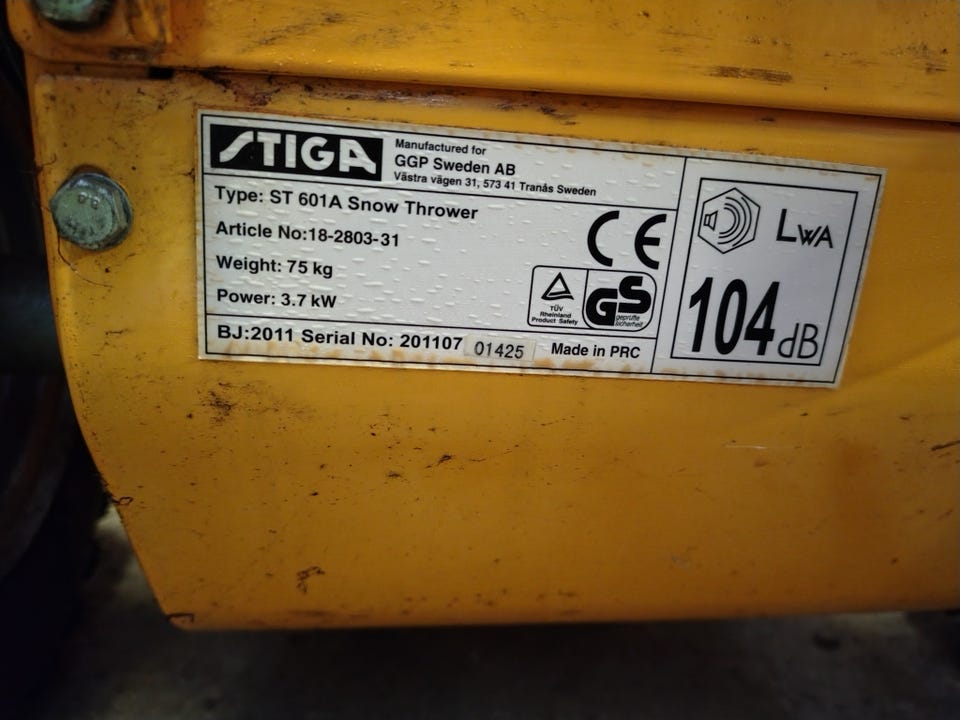 STIGA
Manufactured for
GGP Sweden AB
Västra vägen 31, 573 41 Tranås Sweden
Type: ST 601A Snow Thrower
Article No:18-2803-31
Weight: 75 kg
Power: 3.7 kW
CE
TÜV
Rheinland
Product Safety
GS
geprüfte
Sicherheit
BJ:2011 Serial No: 201107 01425 Made in PRC
LWA
104 dB